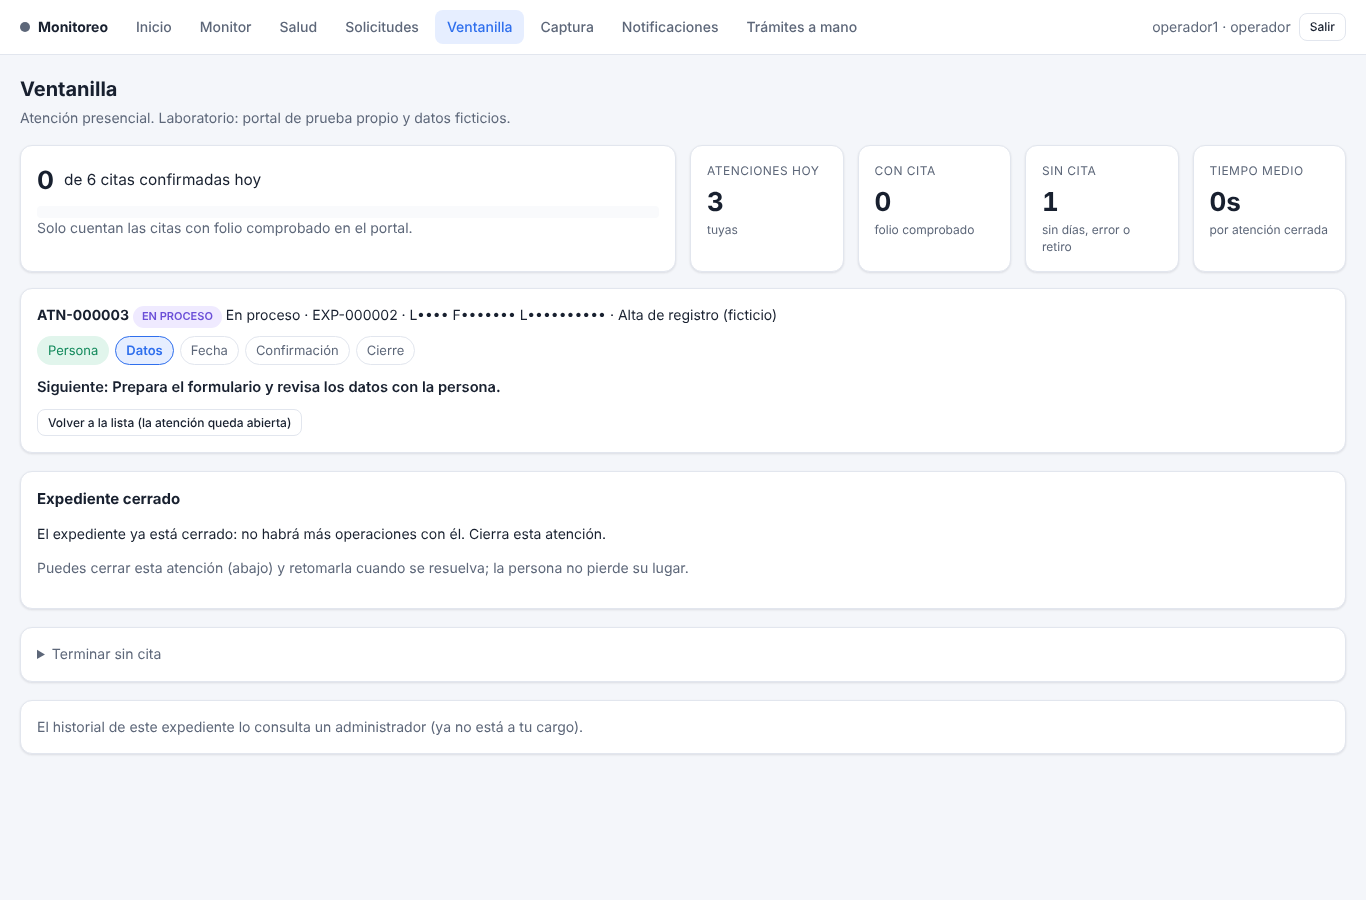 Monitoreo Inicio Monitor Salud Solicitudes Ventanilla Captura Notificaciones Trámites a mano operador1 · operador Salir
Ventanilla
Atención presencial. Laboratorio: portal de prueba propio y datos ficticios.
0 de 6 citas confirmadas hoy
Solo cuentan las citas con folio comprobado en el portal.
ATENCIONES HOY
3
tuyas
CON CITA
0
folio comprobado
SIN CITA
1
sin días, error o
retiro
TIEMPO MEDIO
0s
por atención cerrada
ATN-000003 EN PROCESO En proceso · EXP-000002 · L•••• F••••••• L•••••••••• · Alta de registro (ficticio)
Persona Datos Fecha Confirmación Cierre
Siguiente: Prepara el formulario y revisa los datos con la persona.
Volver a la lista (la atención queda abierta)
Expediente cerrado
El expediente ya está cerrado: no habrá más operaciones con él. Cierra esta atención.
Puedes cerrar esta atención (abajo) y retomarla cuando se resuelva; la persona no pierde su lugar.
▶ Terminar sin cita
El historial de este expediente lo consulta un administrador (ya no está a tu cargo).